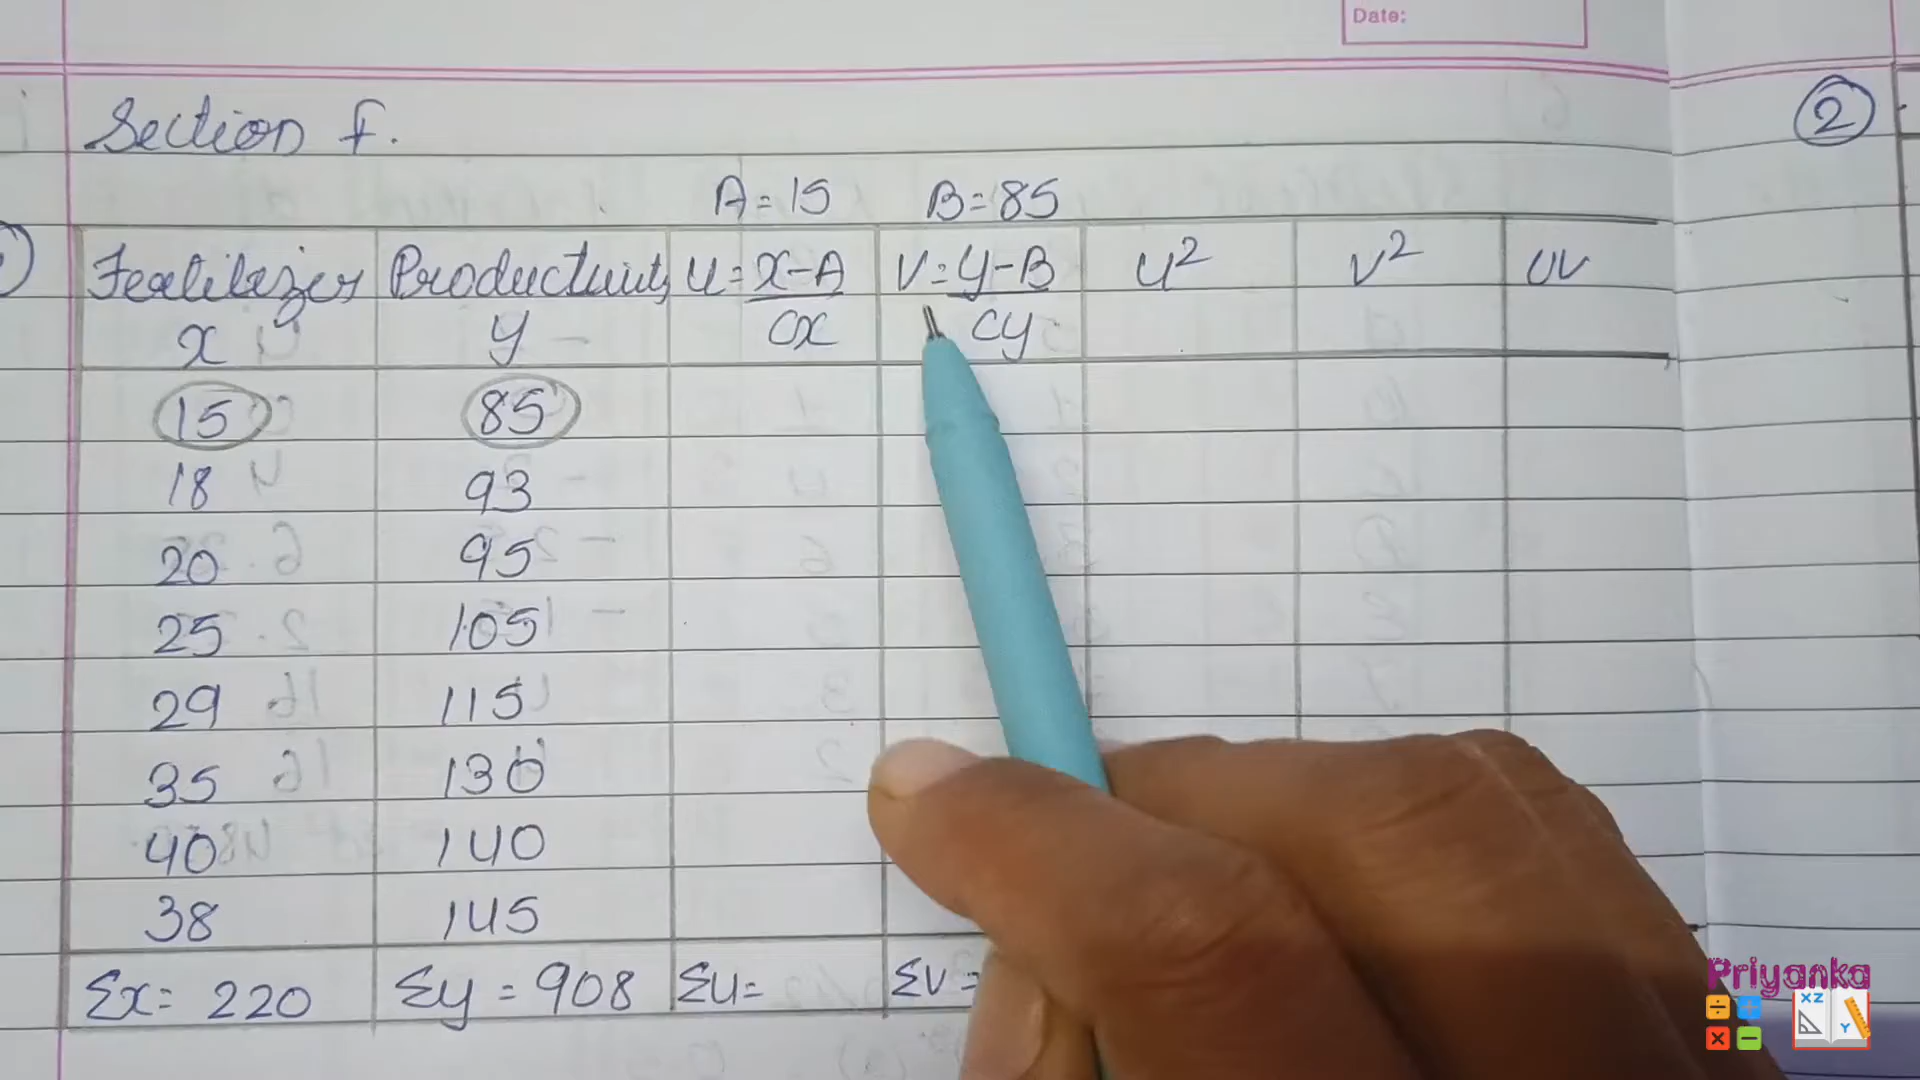 Date:
Section F.
2
A = 15 B = 85
Fertilizer Productivity u = x-A v = y-B u² v² uv
x y cx cy
15 85
18 93
20 95
25 105
29 115
35 130
40 140
38 145
Σx = 220 Σy = 908 Σu = Σv =
Priyanka
XZ
Y